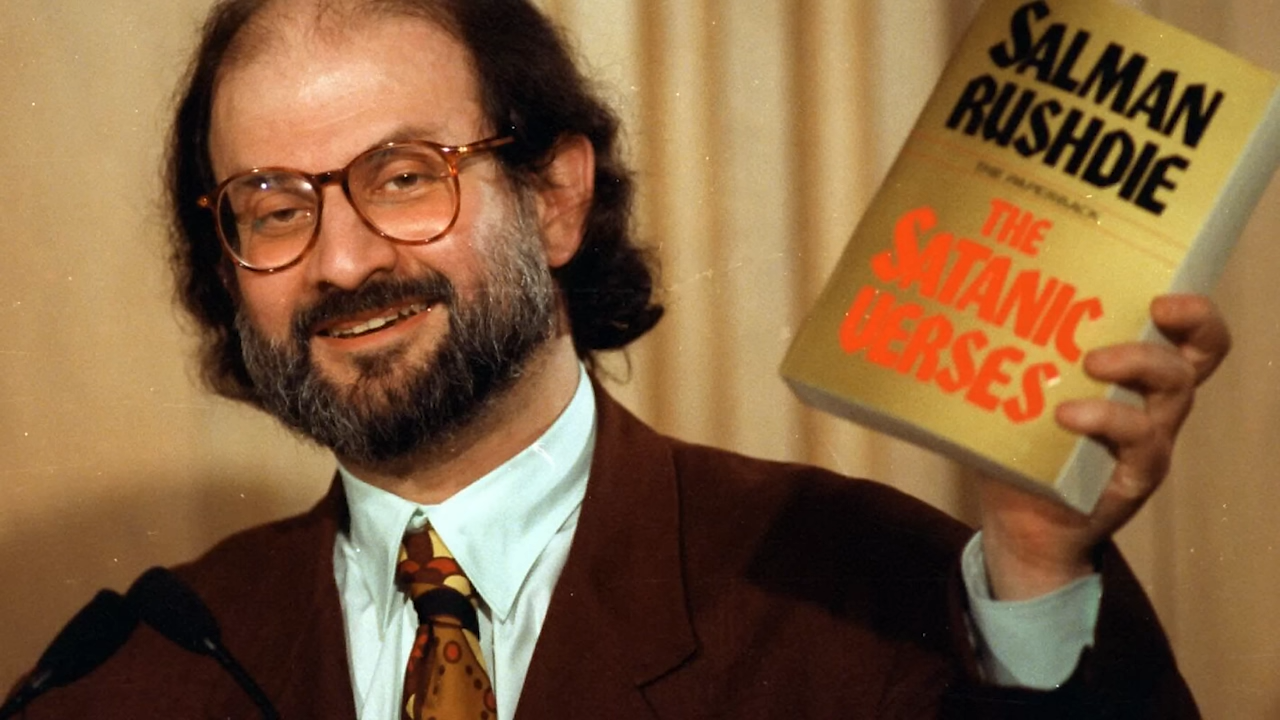 SALMAN
RUSHDIE
THE PAPERBACK
THE
SATANIC
VERSES